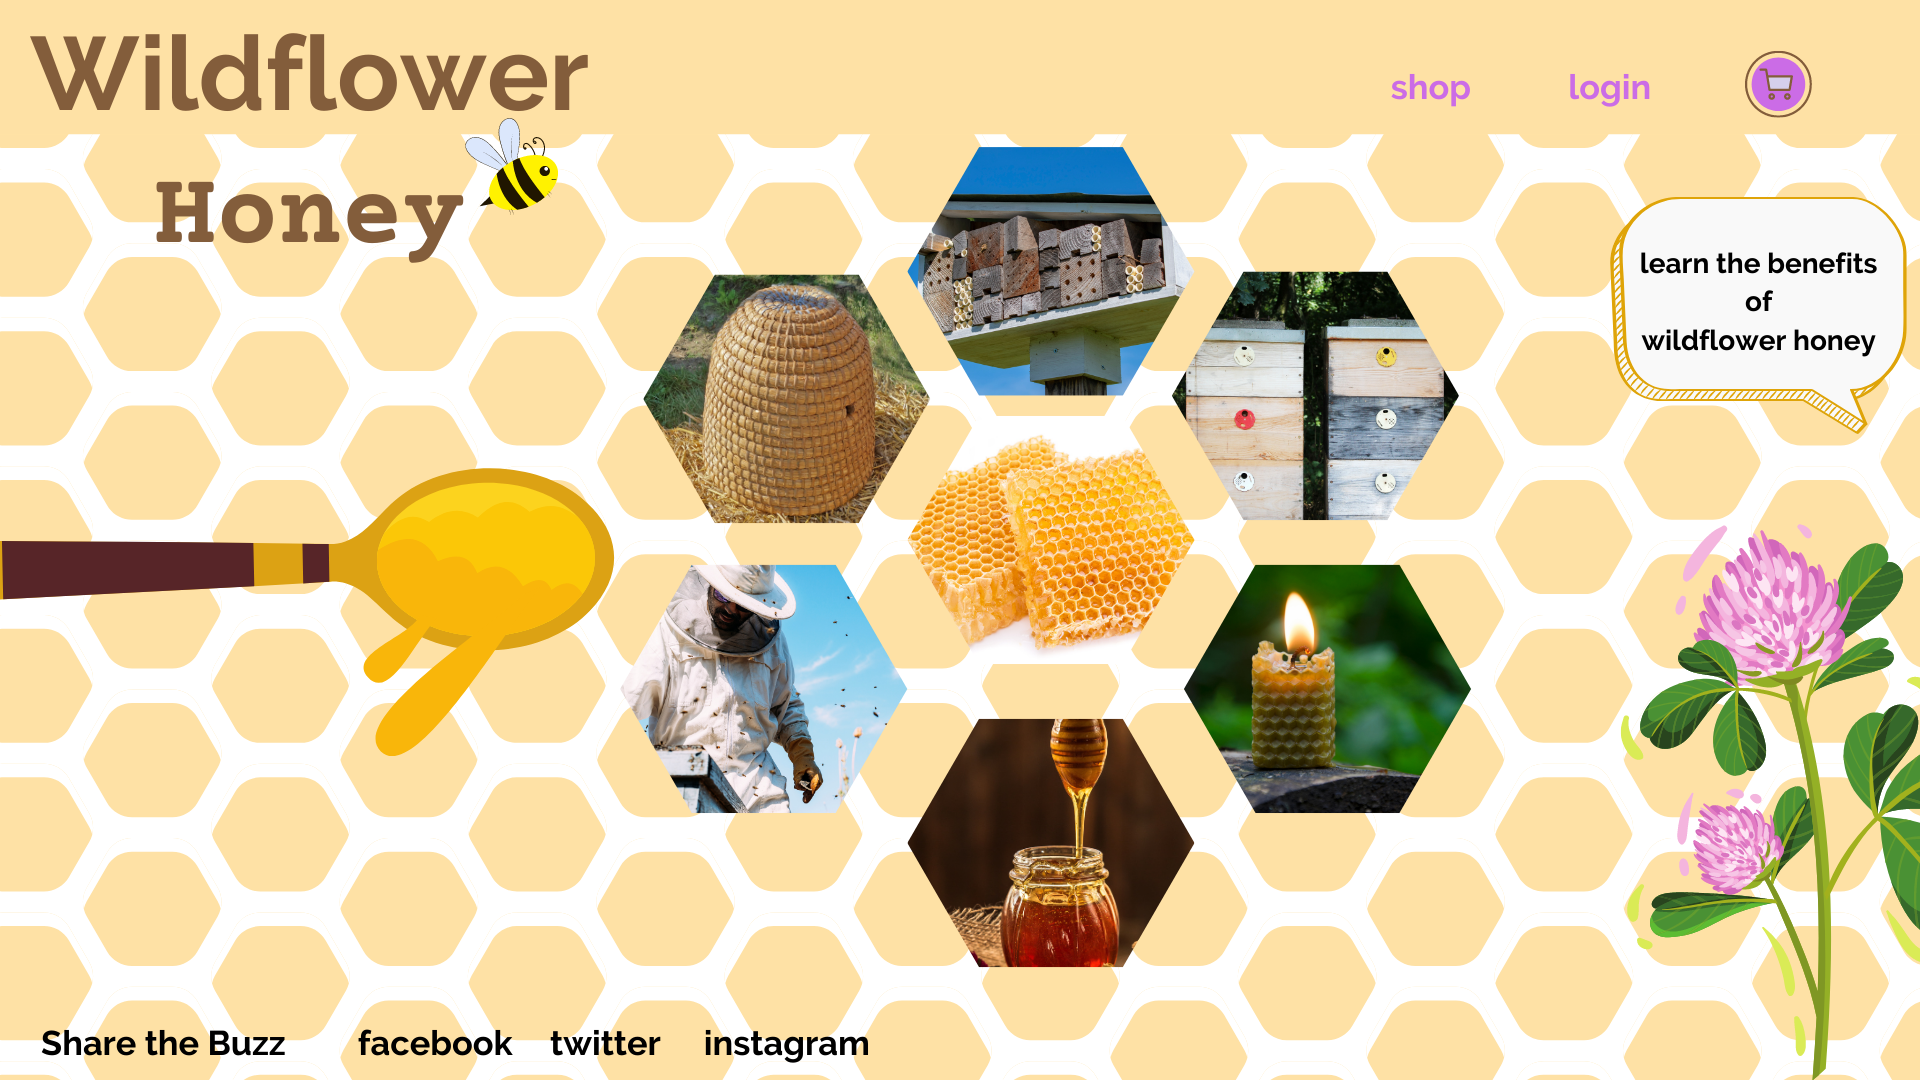 Wildflower
Honey
shop
login
learn the benefits
of
wildflower honey
Share the Buzz
facebook
twitter
instagram